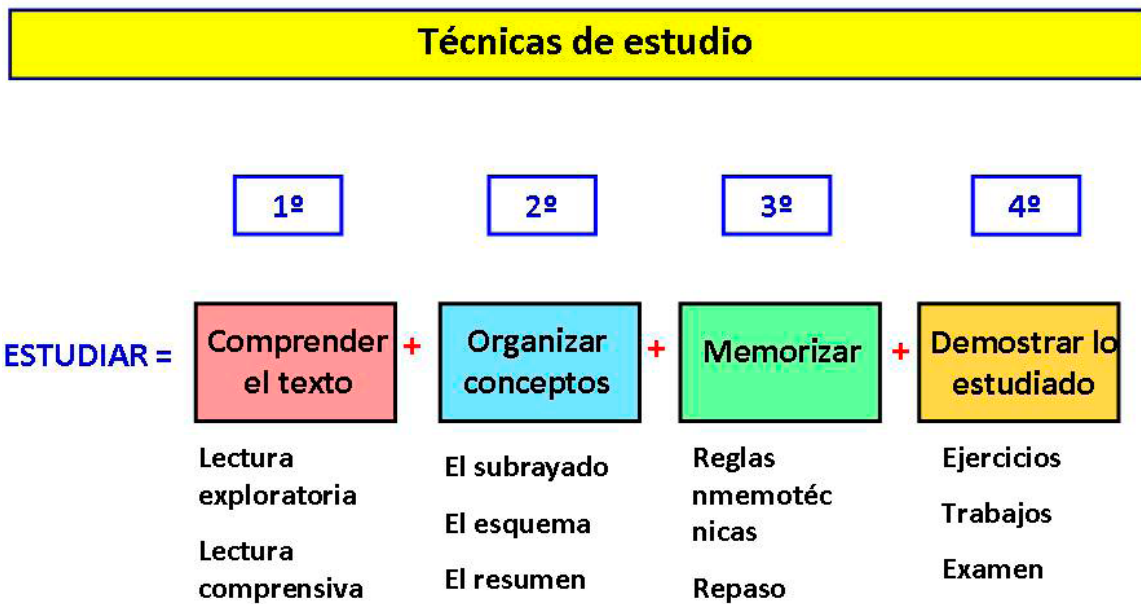 Técnicas de estudio
1º
2º
3º
4º
ESTUDIAR =
Comprender
el texto
+
Organizar
conceptos
+
Memorizar
+
Demostrar lo
estudiado
Lectura
exploratoria
Lectura
comprensiva
El subrayado
El esquema
El resumen
Reglas
nmemotéc
nicas
Repaso
Ejercicios
Trabajos
Examen